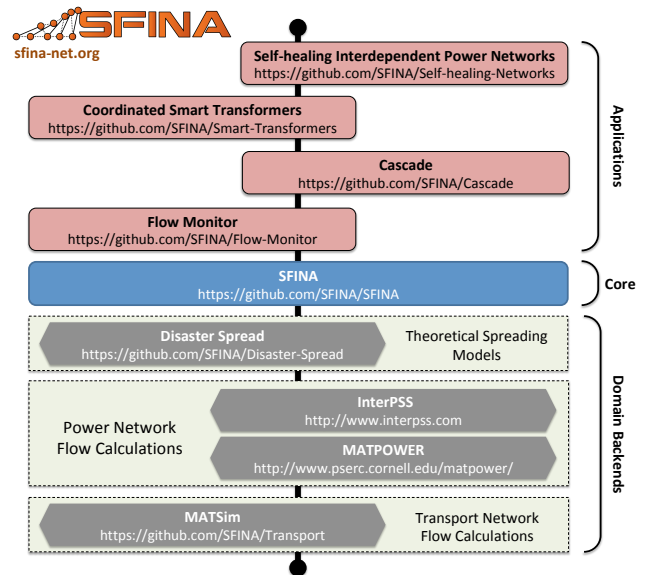 SFINA
sfina-net.org
Self-healing Interdependent Power Networks
https://github.com/SFINA/Self-healing-Networks
Coordinated Smart Transformers
https://github.com/SFINA/Smart-Transformers
Cascade
https://github.com/SFINA/Cascade
Flow Monitor
https://github.com/SFINA/Flow-Monitor
Applications
SFINA
https://github.com/SFINA/SFINA
Core
Disaster Spread
https://github.com/SFINA/Disaster-Spread
Theoretical Spreading
Models
Power Network
Flow Calculations
InterPSS
http://www.interpss.com
MATPOWER
http://www.pserc.cornell.edu/matpower/
MATSim
https://github.com/SFINA/Transport
Transport Network
Flow Calculations
Domain Backends